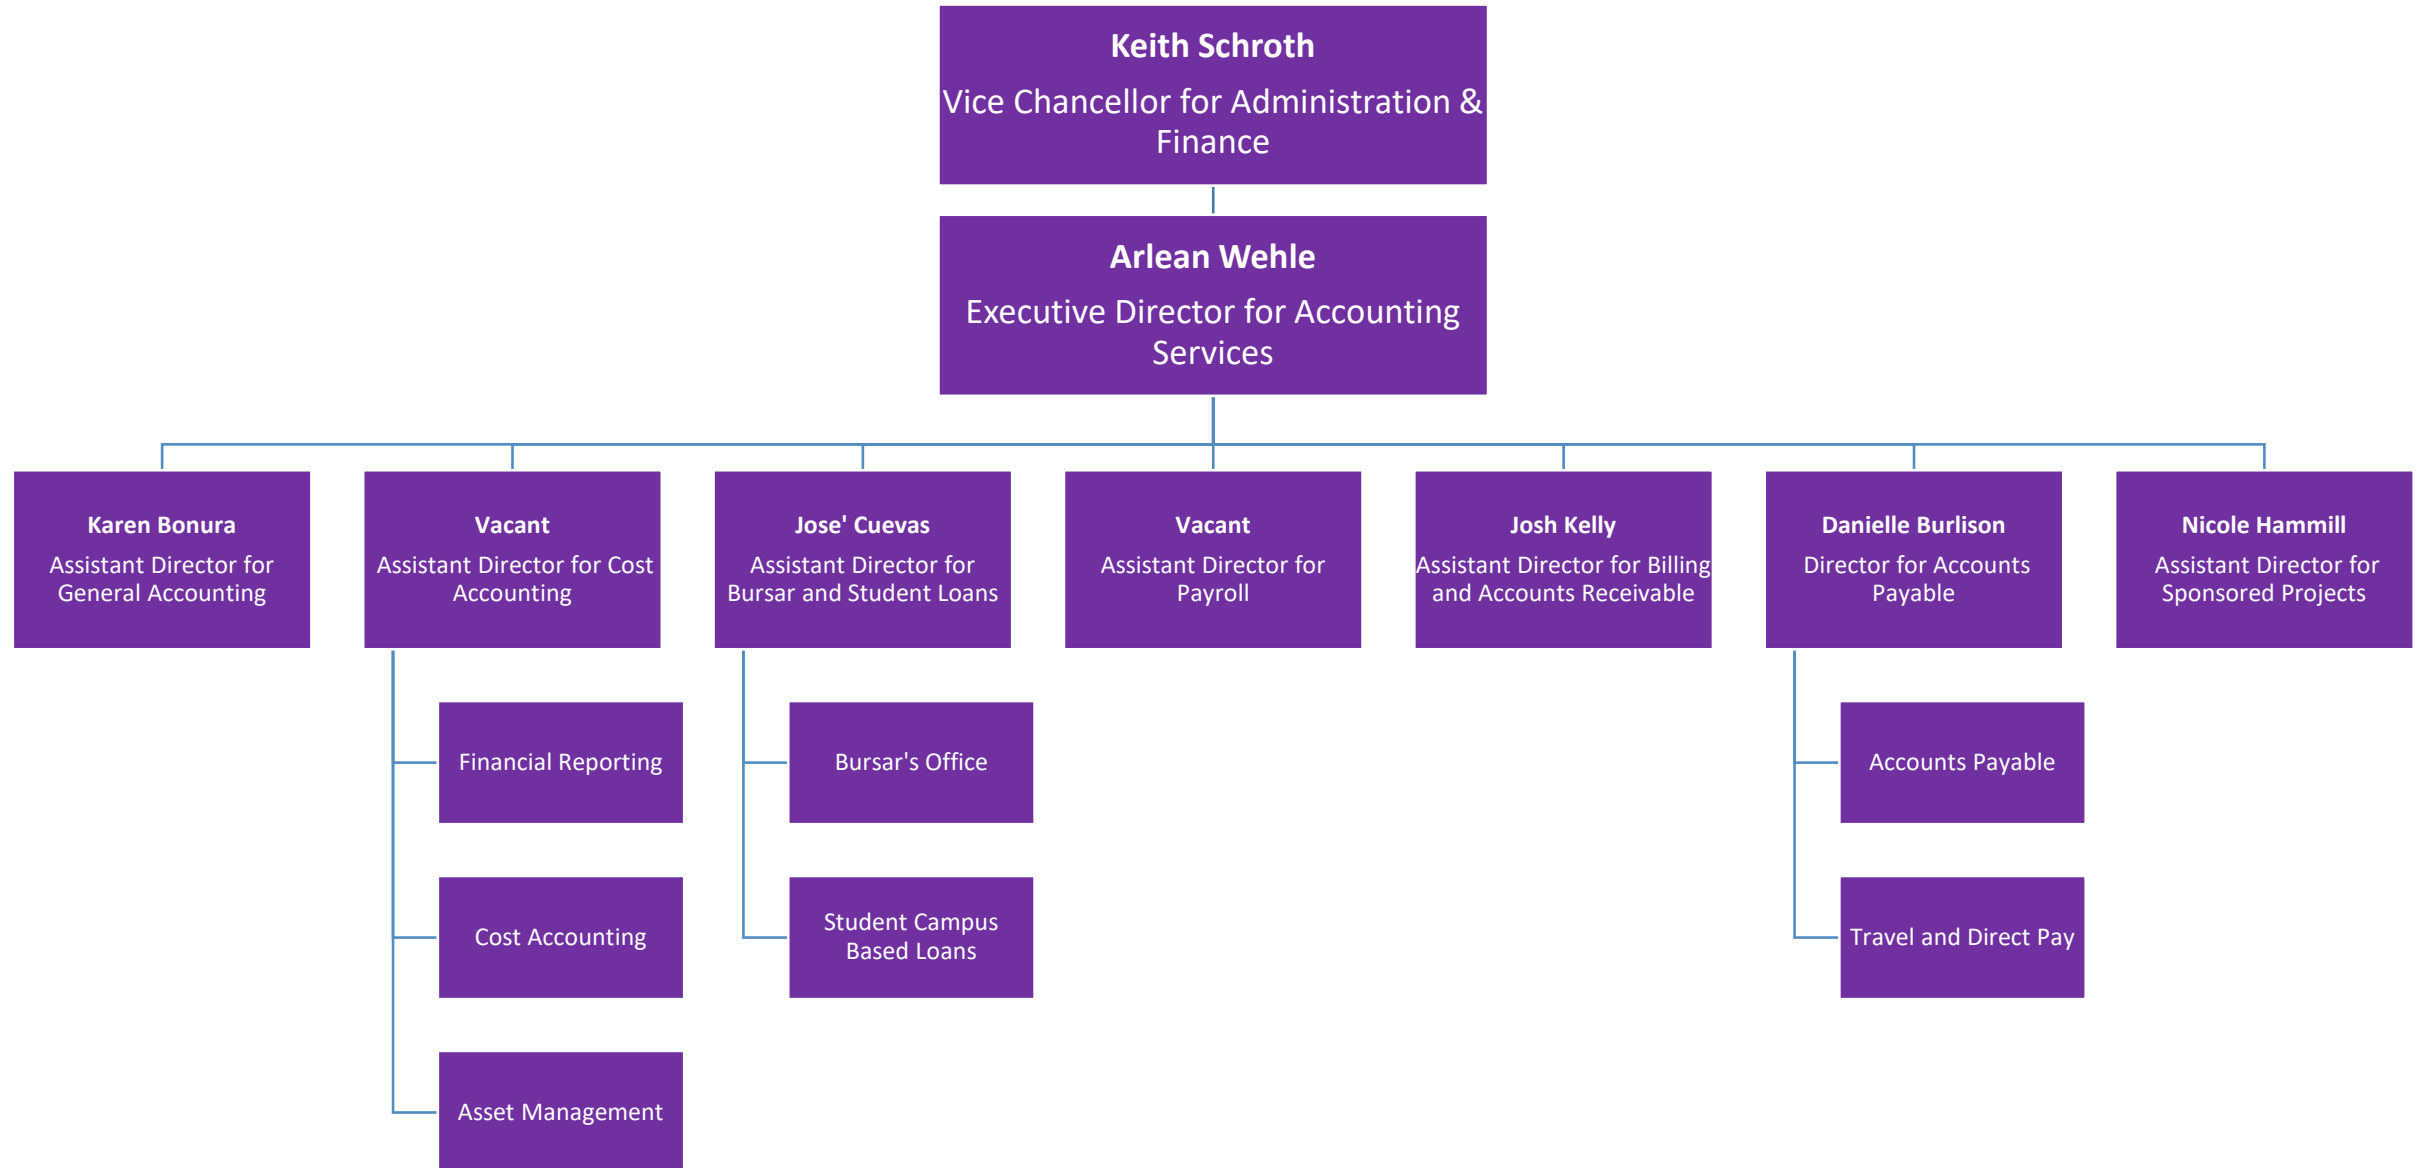 Keith Schroth
Vice Chancellor for Administration &
Finance
Arlean Wehle
Executive Director for Accounting
Services
Karen Bonura
Assistant Director for
General Accounting
Vacant
Assistant Director for Cost
Accounting
Jose' Cuevas
Assistant Director for
Bursar and Student Loans
Vacant
Assistant Director for
Payroll
Josh Kelly
Assistant Director for Billing
and Accounts Receivable
Danielle Burlison
Director for Accounts
Payable
Nicole Hammill
Assistant Director for
Sponsored Projects
Financial Reporting
Cost Accounting
Asset Management
Bursar's Office
Student Campus
Based Loans
Accounts Payable
Travel and Direct Pay